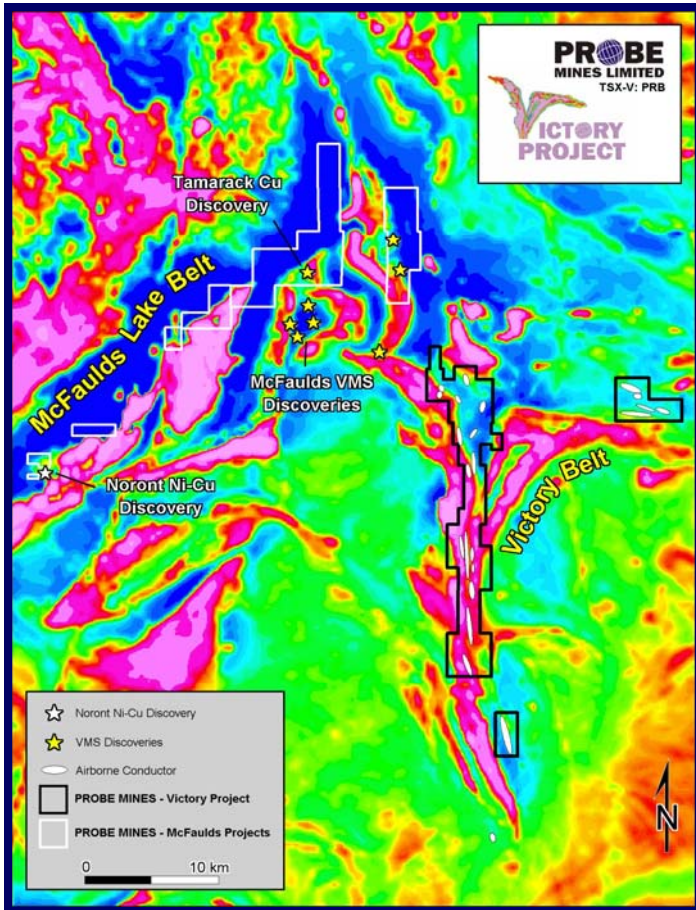 PROBE
MINES LIMITED
TSX-V: PRB
VICTORY
PROJECT
Tamarack Cu
Discovery
McFaulds Lake Belt
McFaulds VMS
Discoveries
Victory Belt
Noront Ni-Cu
Discovery
Noront Ni-Cu Discovery
VMS Discoveries
Airborne Conductor
PROBE MINES - Victory Project
PROBE MINES - McFaulds Projects
0 10 km
N